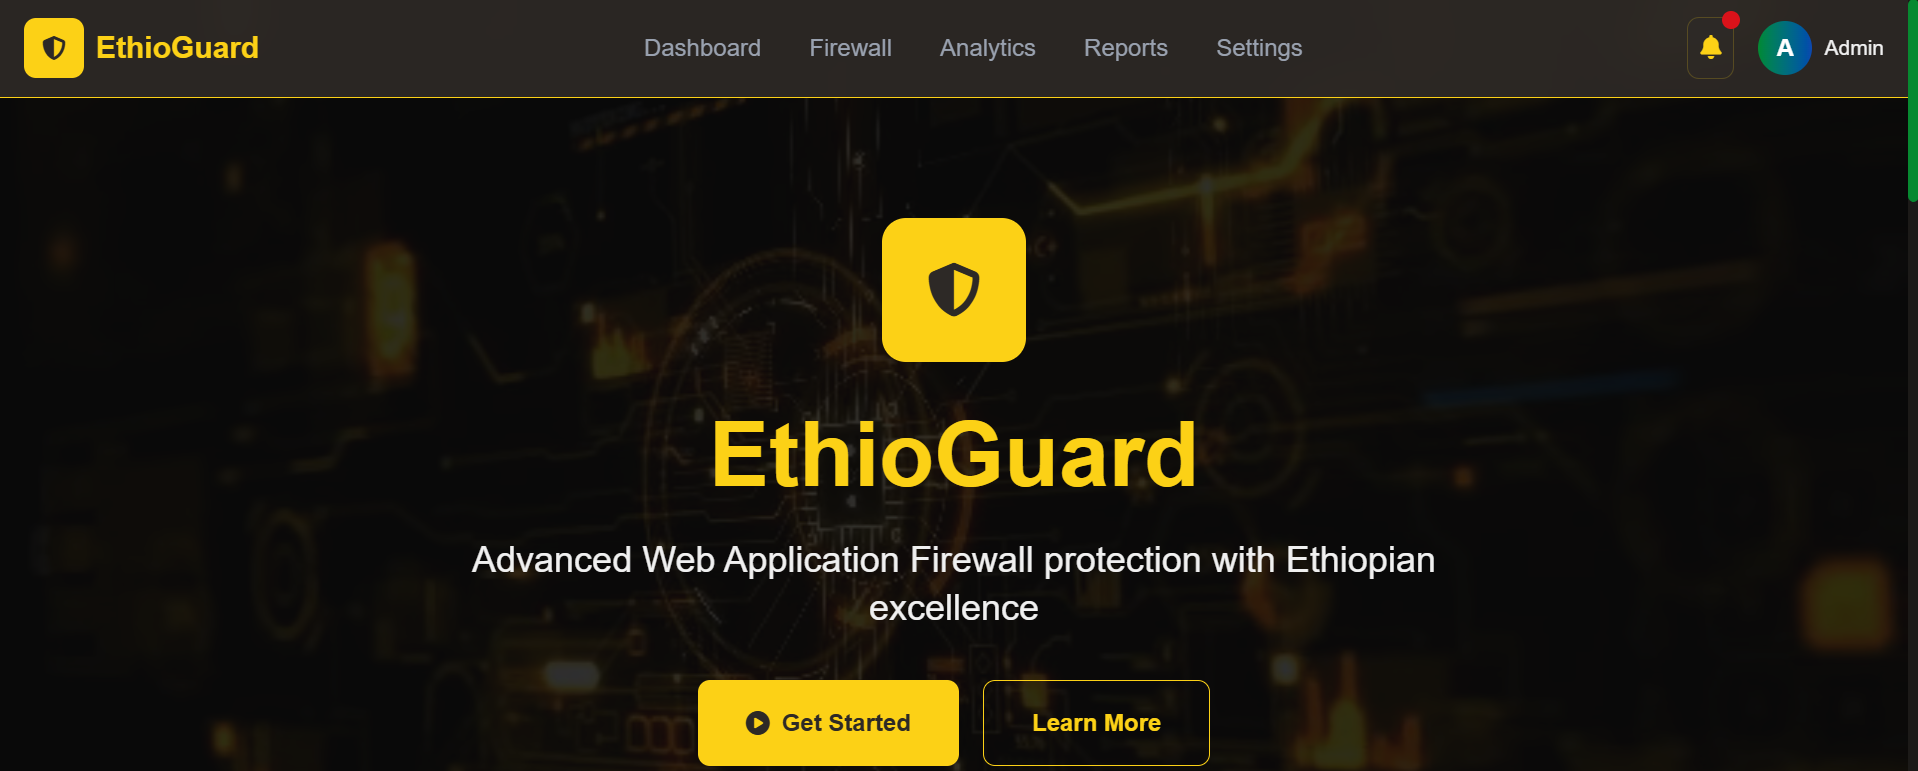 EthioGuard
Dashboard
Firewall
Analytics
Reports
Settings
A
Admin
EthioGuard
Advanced Web Application Firewall protection with Ethiopian
excellence
Get Started
Learn More